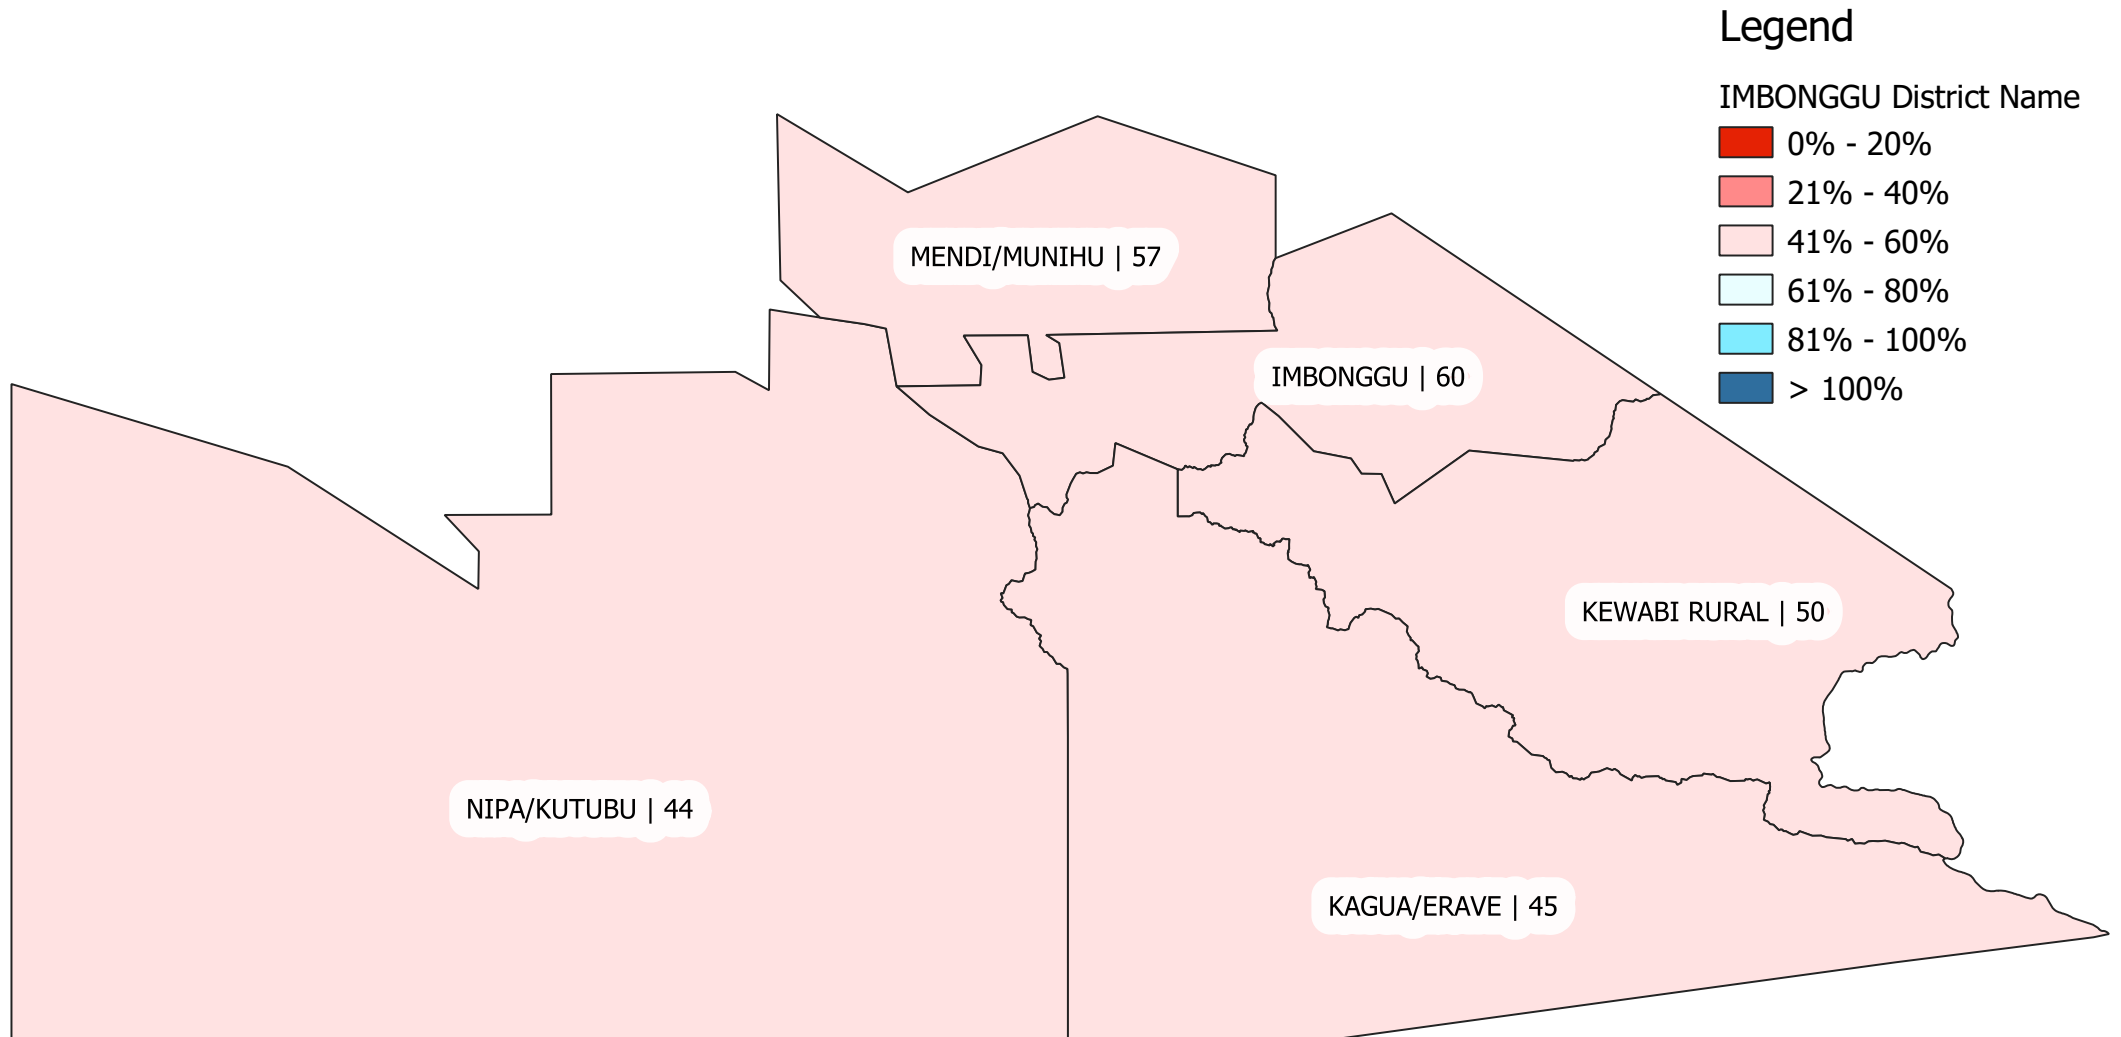 Legend
IMBONGGU District Name
0% - 20%
21% - 40%
41% - 60%
61% - 80%
81% - 100%
> 100%
MENDI/MUNIHU | 57
IMBONGGU | 60
KEWABI RURAL | 50
NIPA/KUTUBU | 44
KAGUA/ERAVE | 45